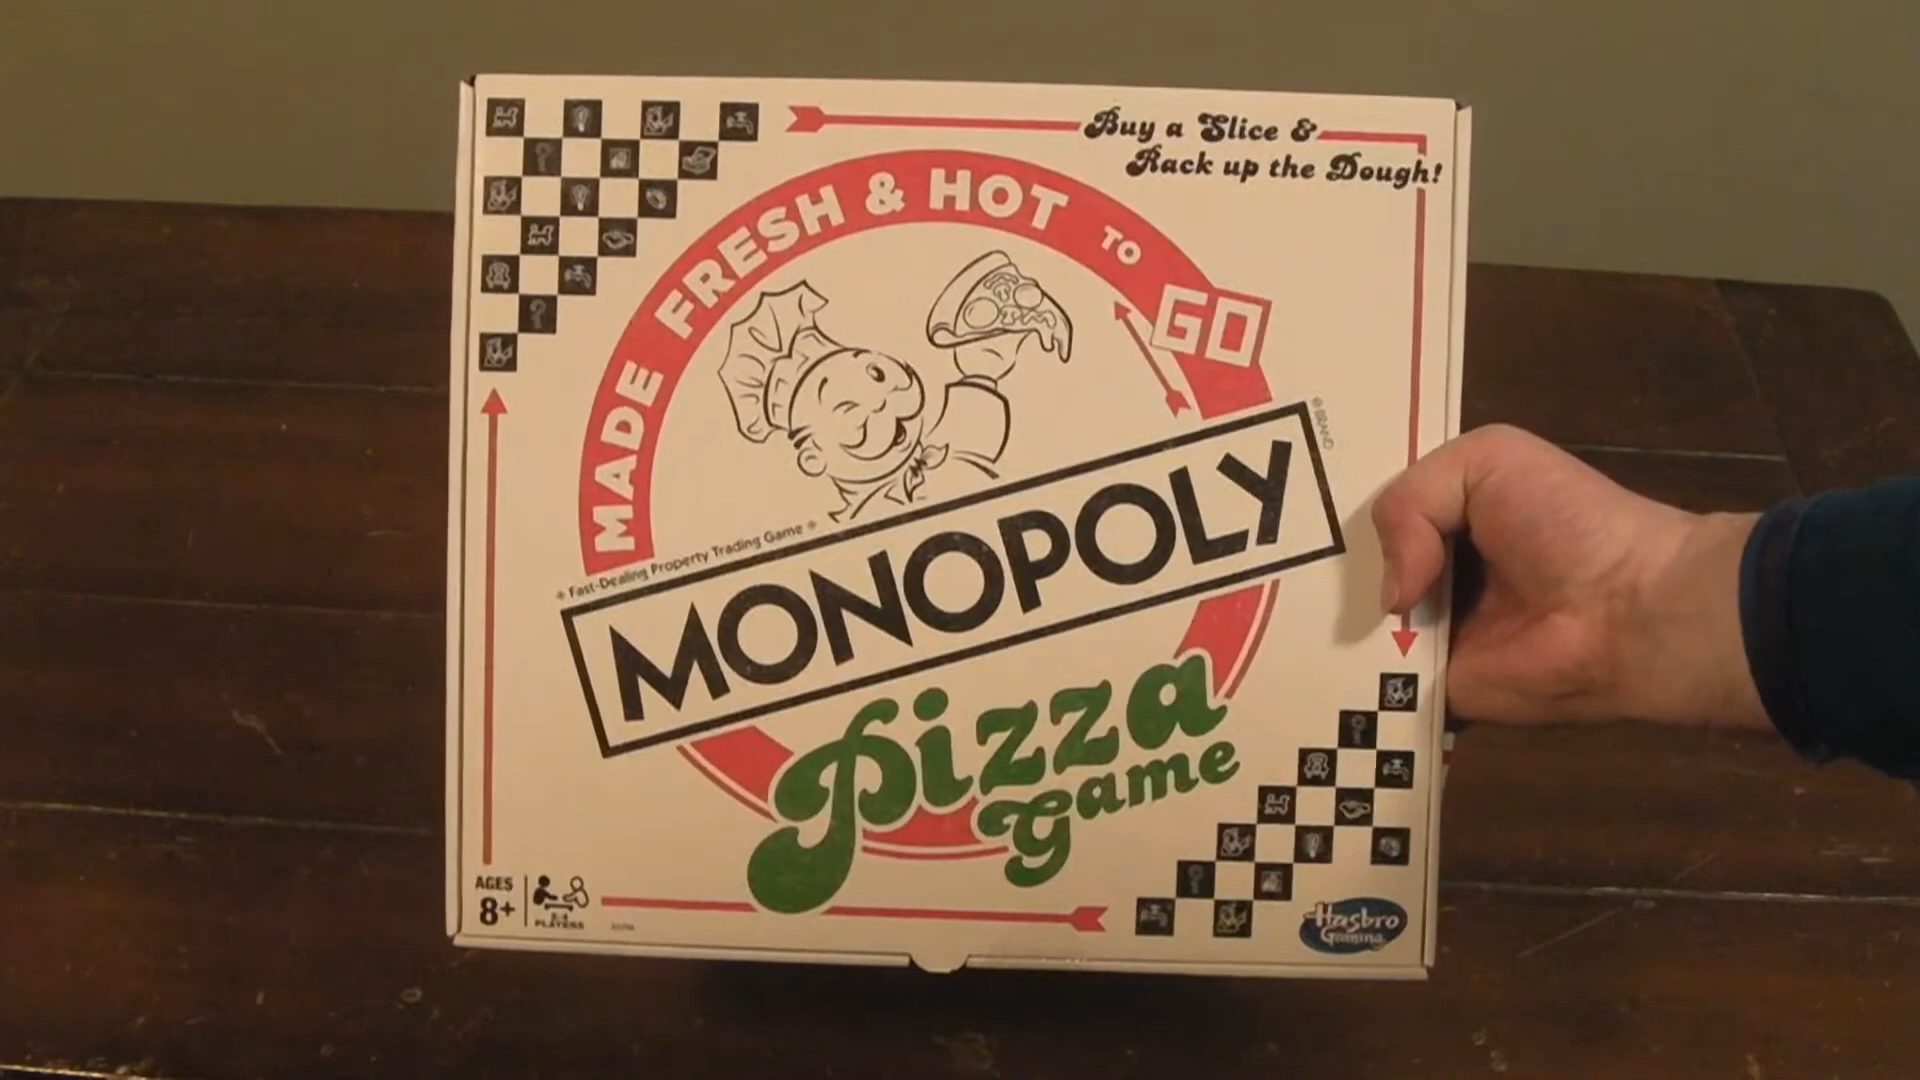 Buy a Slice &
Rack up the Dough!
MADE FRESH & HOT TO GO
Fast-Dealing Property Trading Game
MONOPOLY
® BRAND
Pizza
Game
AGES
8+
PLAYERS
Hasbro
Gaming